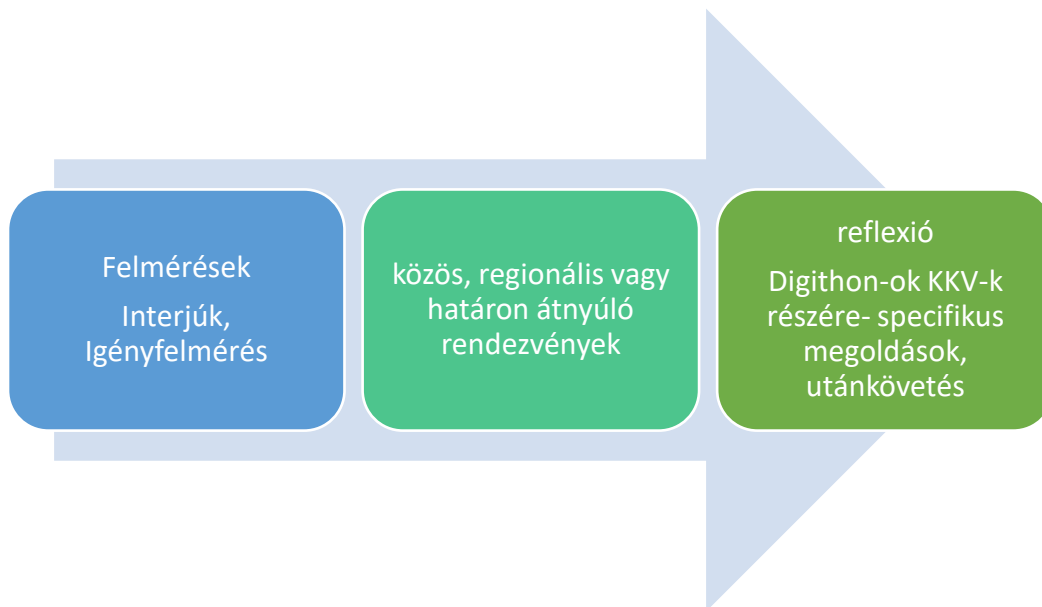 Felmérések
Interjúk,
Igényfelmérés
közös, regionális vagy
határon átnyúló
rendezvények
reflexió
Digithon-ok KKV-k
részére- specifikus
megoldások,
utánkövetés